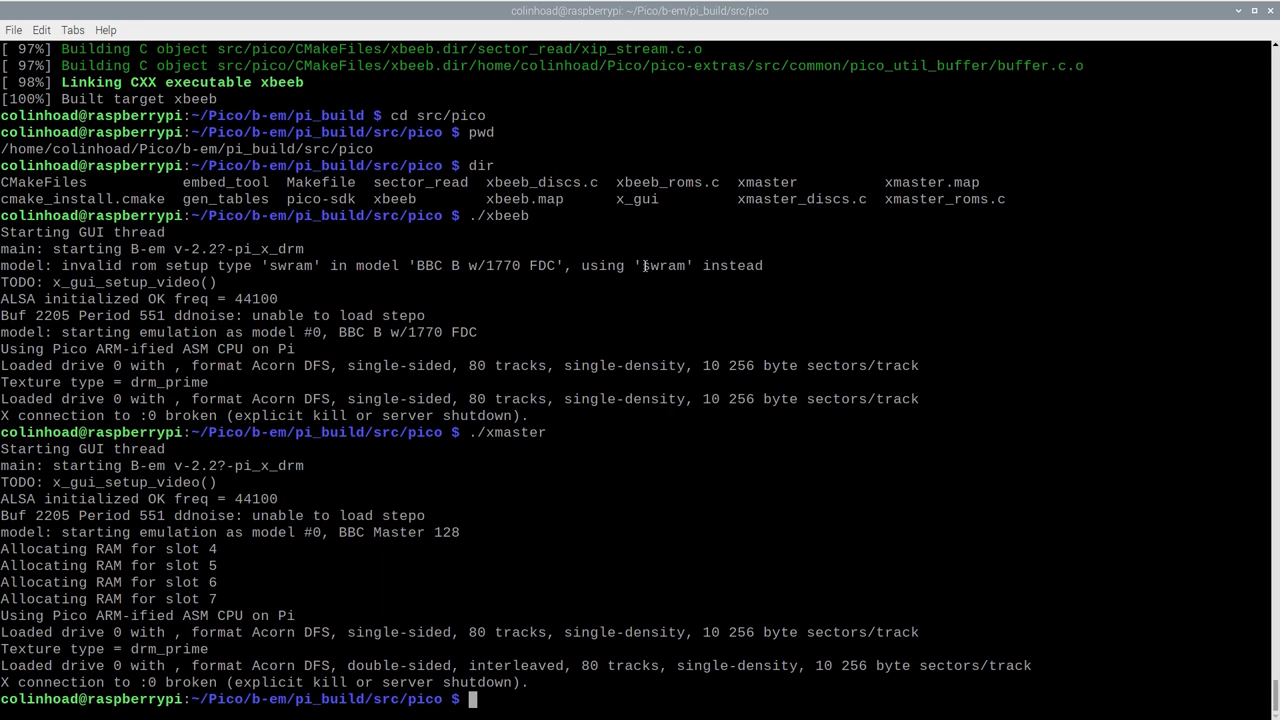 colinhoad@raspberrypi: ~/Pico/b-em/pi_build/src/pico
File Edit Tabs Help
[ 97%] Building C object src/pico/CMakeFiles/xbeeb.dir/sector_read/xip_stream.c.o
[ 97%] Building C object src/pico/CMakeFiles/xbeeb.dir/home/colinhoad/Pico/pico-extras/src/common/pico_util_buffer/buffer.c.o
[ 98%] Linking CXX executable xbeeb
[100%] Built target xbeeb
colinhoad@raspberrypi:~/Pico/b-em/pi_build $ cd src/pico
colinhoad@raspberrypi:~/Pico/b-em/pi_build/src/pico $ pwd
/home/colinhoad/Pico/b-em/pi_build/src/pico
colinhoad@raspberrypi:~/Pico/b-em/pi_build/src/pico $ dir
CMakeFiles embed_tool Makefile sector_read xbeeb_discs.c xbeeb_roms.c xmaster xmaster.map
cmake_install.cmake gen_tables pico-sdk xbeeb xbeeb.map x_gui xmaster_discs.c xmaster_roms.c
colinhoad@raspberrypi:~/Pico/b-em/pi_build/src/pico $ ./xbeeb
Starting GUI thread
main: starting B-em v-2.2?-pi_x_drm
model: invalid rom setup type 'swram' in model 'BBC B w/1770 FDC', using 'swram' instead
TODO: x_gui_setup_video()
ALSA initialized OK freq = 44100
Buf 2205 Period 551 ddnoise: unable to load stepo
model: starting emulation as model #0, BBC B w/1770 FDC
Using Pico ARM-ified ASM CPU on Pi
Loaded drive 0 with , format Acorn DFS, single-sided, 80 tracks, single-density, 10 256 byte sectors/track
Texture type = drm_prime
Loaded drive 0 with , format Acorn DFS, single-sided, 80 tracks, single-density, 10 256 byte sectors/track
X connection to :0 broken (explicit kill or server shutdown).
colinhoad@raspberrypi:~/Pico/b-em/pi_build/src/pico $ ./xmaster
Starting GUI thread
main: starting B-em v-2.2?-pi_x_drm
TODO: x_gui_setup_video()
ALSA initialized OK freq = 44100
Buf 2205 Period 551 ddnoise: unable to load stepo
model: starting emulation as model #0, BBC Master 128
Allocating RAM for slot 4
Allocating RAM for slot 5
Allocating RAM for slot 6
Allocating RAM for slot 7
Using Pico ARM-ified ASM CPU on Pi
Loaded drive 0 with , format Acorn DFS, single-sided, 80 tracks, single-density, 10 256 byte sectors/track
Texture type = drm_prime
Loaded drive 0 with , format Acorn DFS, double-sided, interleaved, 80 tracks, single-density, 10 256 byte sectors/track
X connection to :0 broken (explicit kill or server shutdown).
colinhoad@raspberrypi:~/Pico/b-em/pi_build/src/pico $